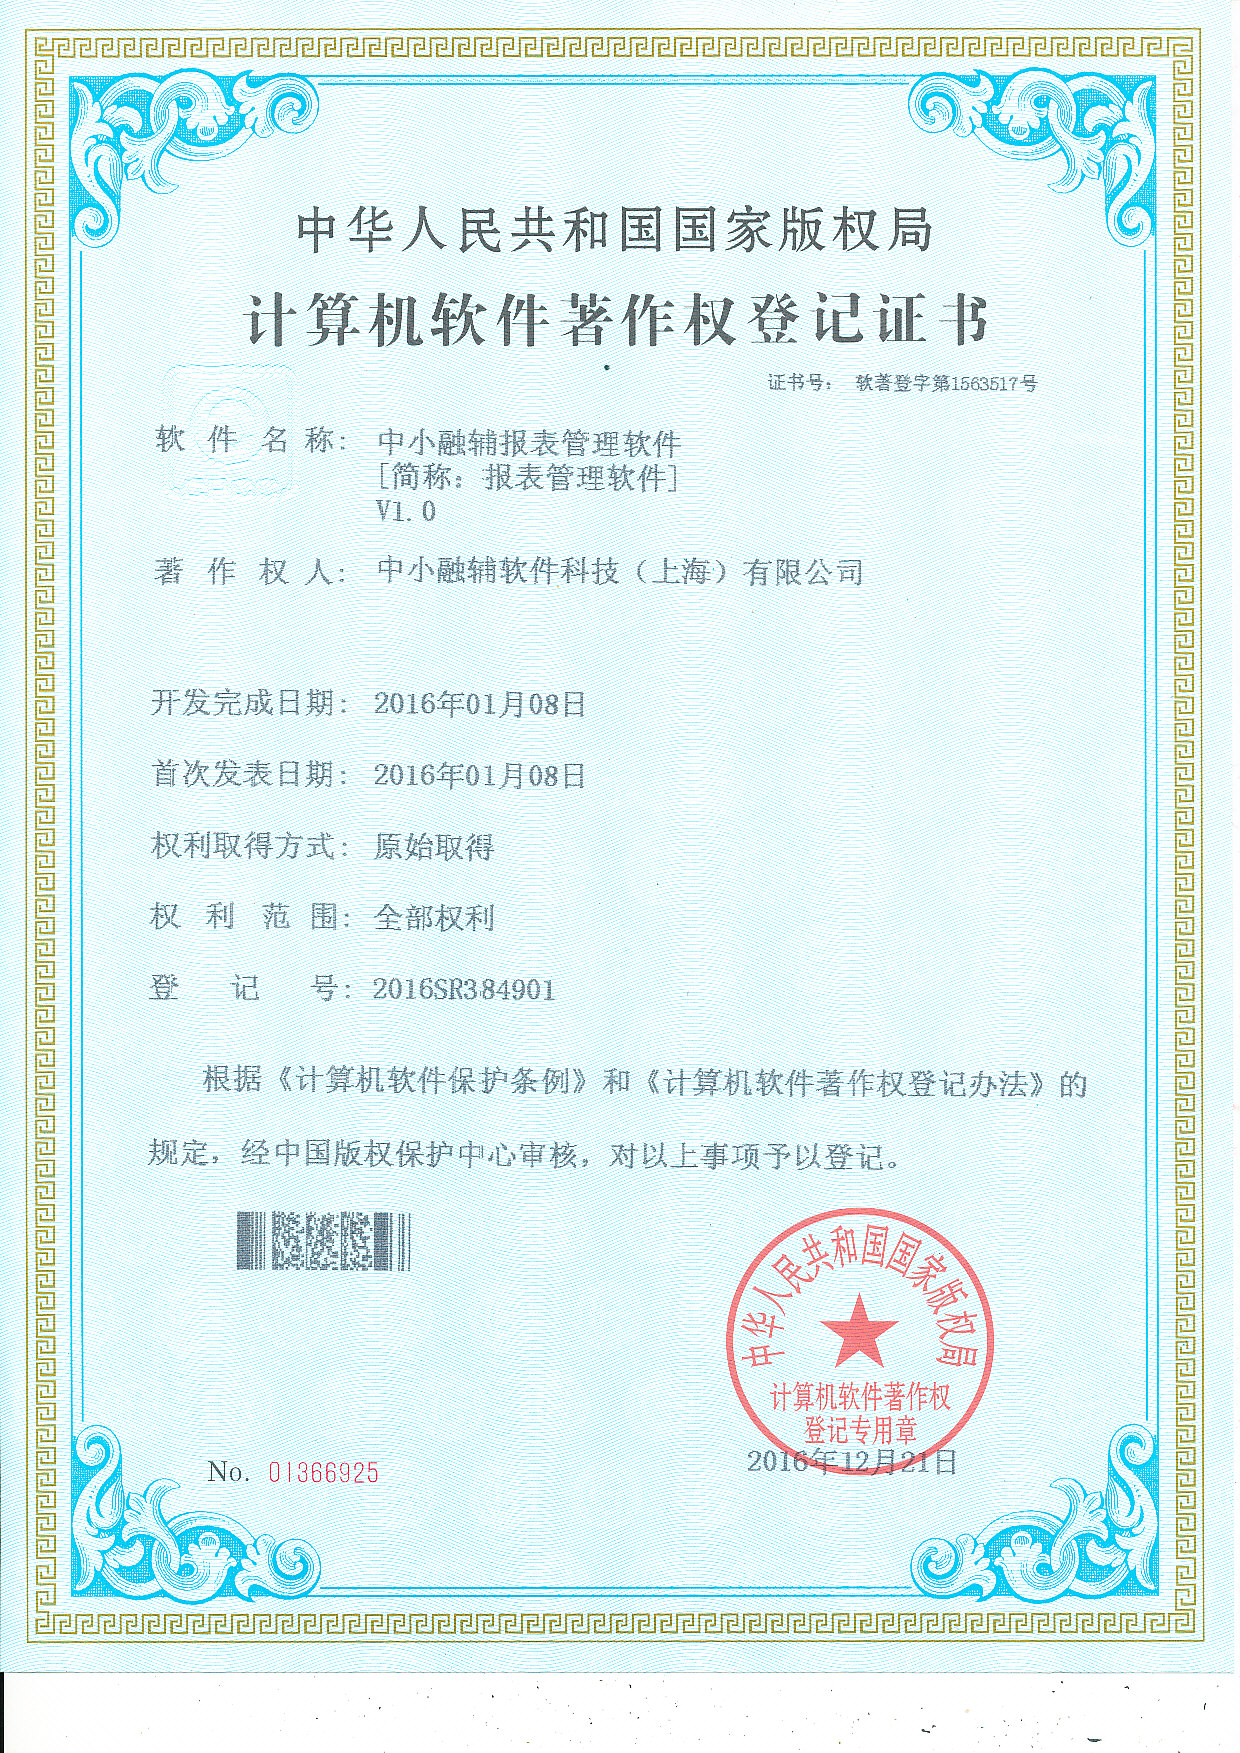 中华人民共和国国家版权局
计算机软件著作权登记证书
证书号： 软著登字第1563517号
软件名称： 中小融辅报表管理软件
[简称：报表管理软件]
V1.0
著作权人： 中小融辅软件科技（上海）有限公司
开发完成日期： 2016年01月08日
首次发表日期： 2016年01月08日
权利取得方式： 原始取得
权利范围： 全部权利
登记号： 2016SR384901
根据《计算机软件保护条例》和《计算机软件著作权登记办法》的
规定，经中国版权保护中心审核，对以上事项予以登记。
中华人民共和国国家版权局
计算机软件著作权
登记专用章
2016年12月21日
No. 01366925